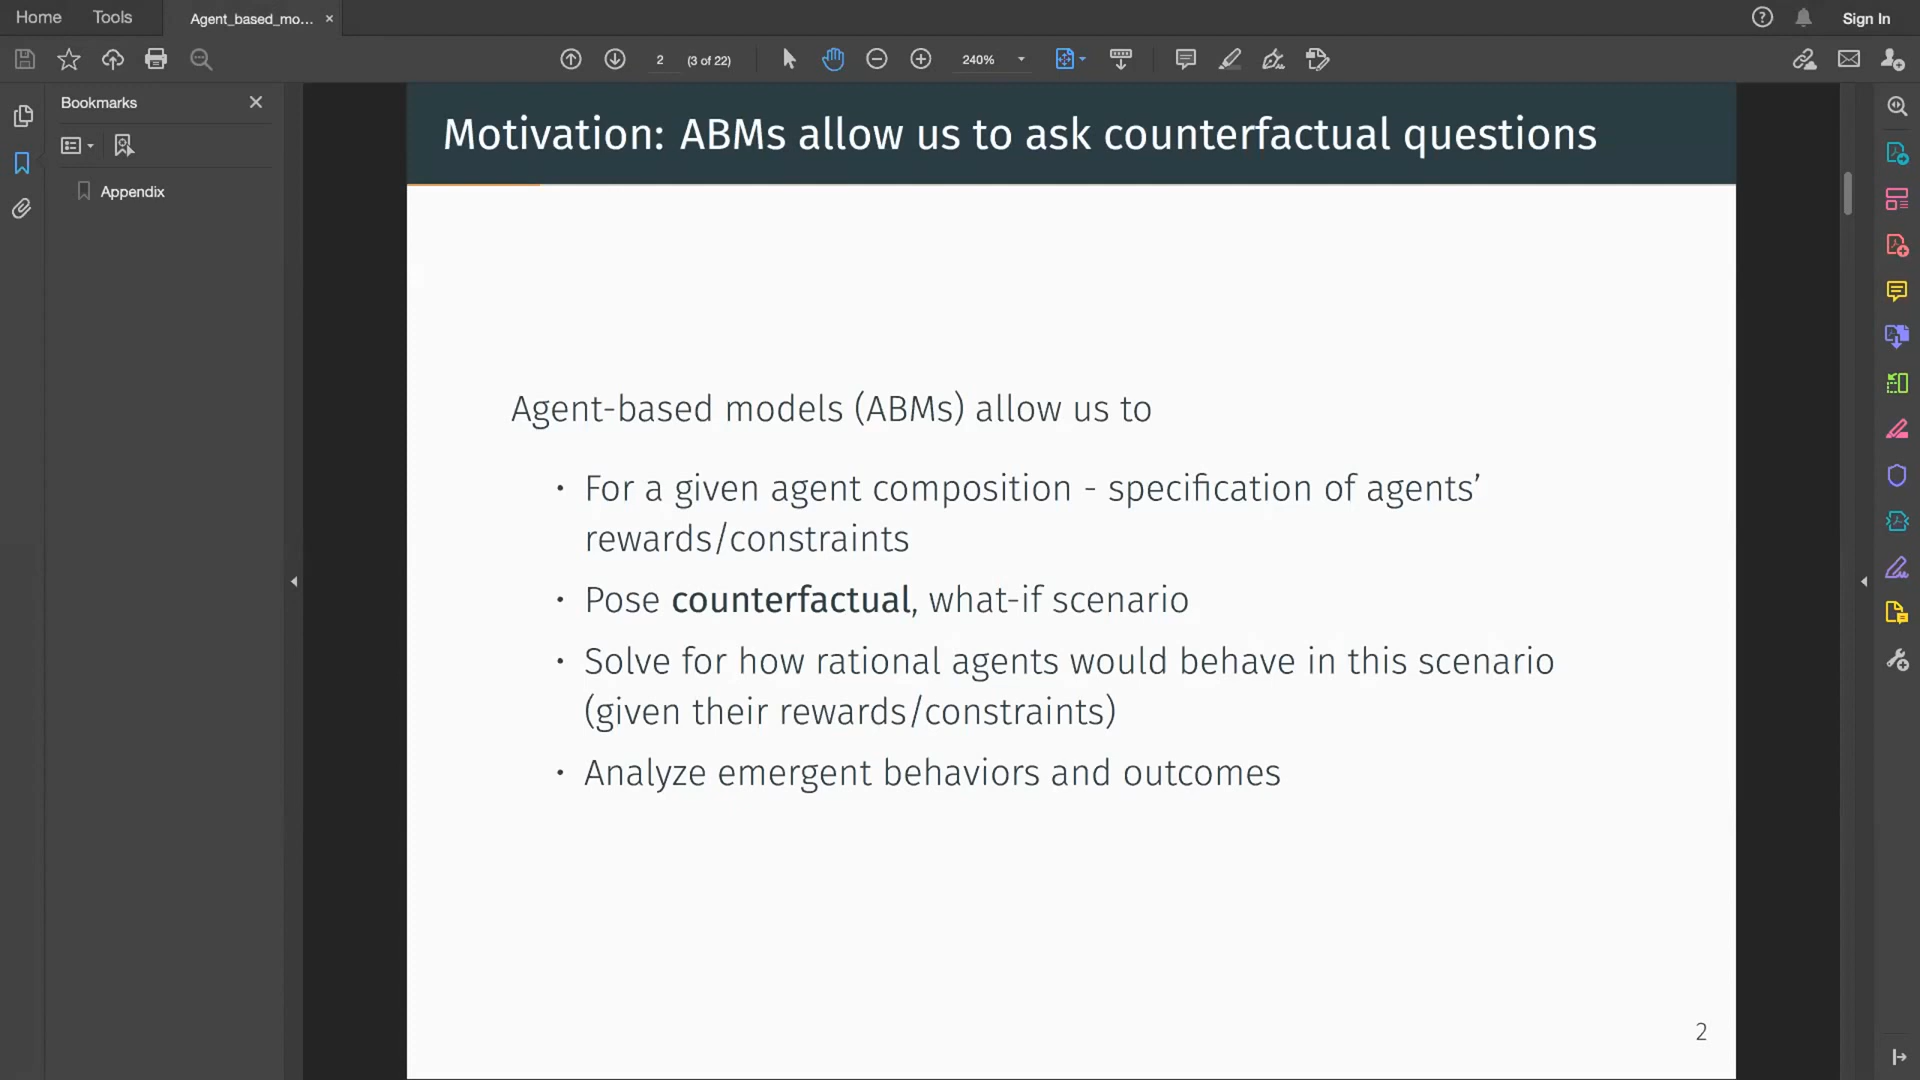 Home Tools Agent_based_mo... × Sign In
2 (3 of 22) 240%
Bookmarks
Appendix
Motivation: ABMs allow us to ask counterfactual questions
Agent-based models (ABMs) allow us to
• For a given agent composition - specification of agents’
rewards/constraints
• Pose counterfactual, what-if scenario
• Solve for how rational agents would behave in this scenario
(given their rewards/constraints)
• Analyze emergent behaviors and outcomes
2